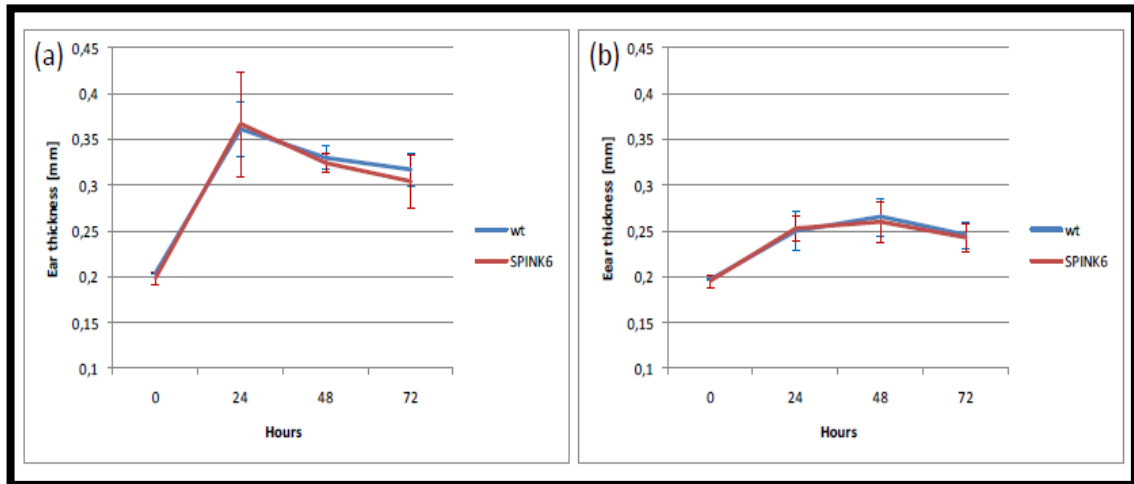 (a)
0,45
0,4
0,35
0,3
0,25
0,2
0,15
0,1
Ear thickness [mm]
0 24 48 72
Hours
wt
SPINK6
(b)
0,45
0,4
0,35
0,3
0,25
0,2
0,15
0,1
Eear thickness [mm]
0 24 48 72
Hours
wt
SPINK6